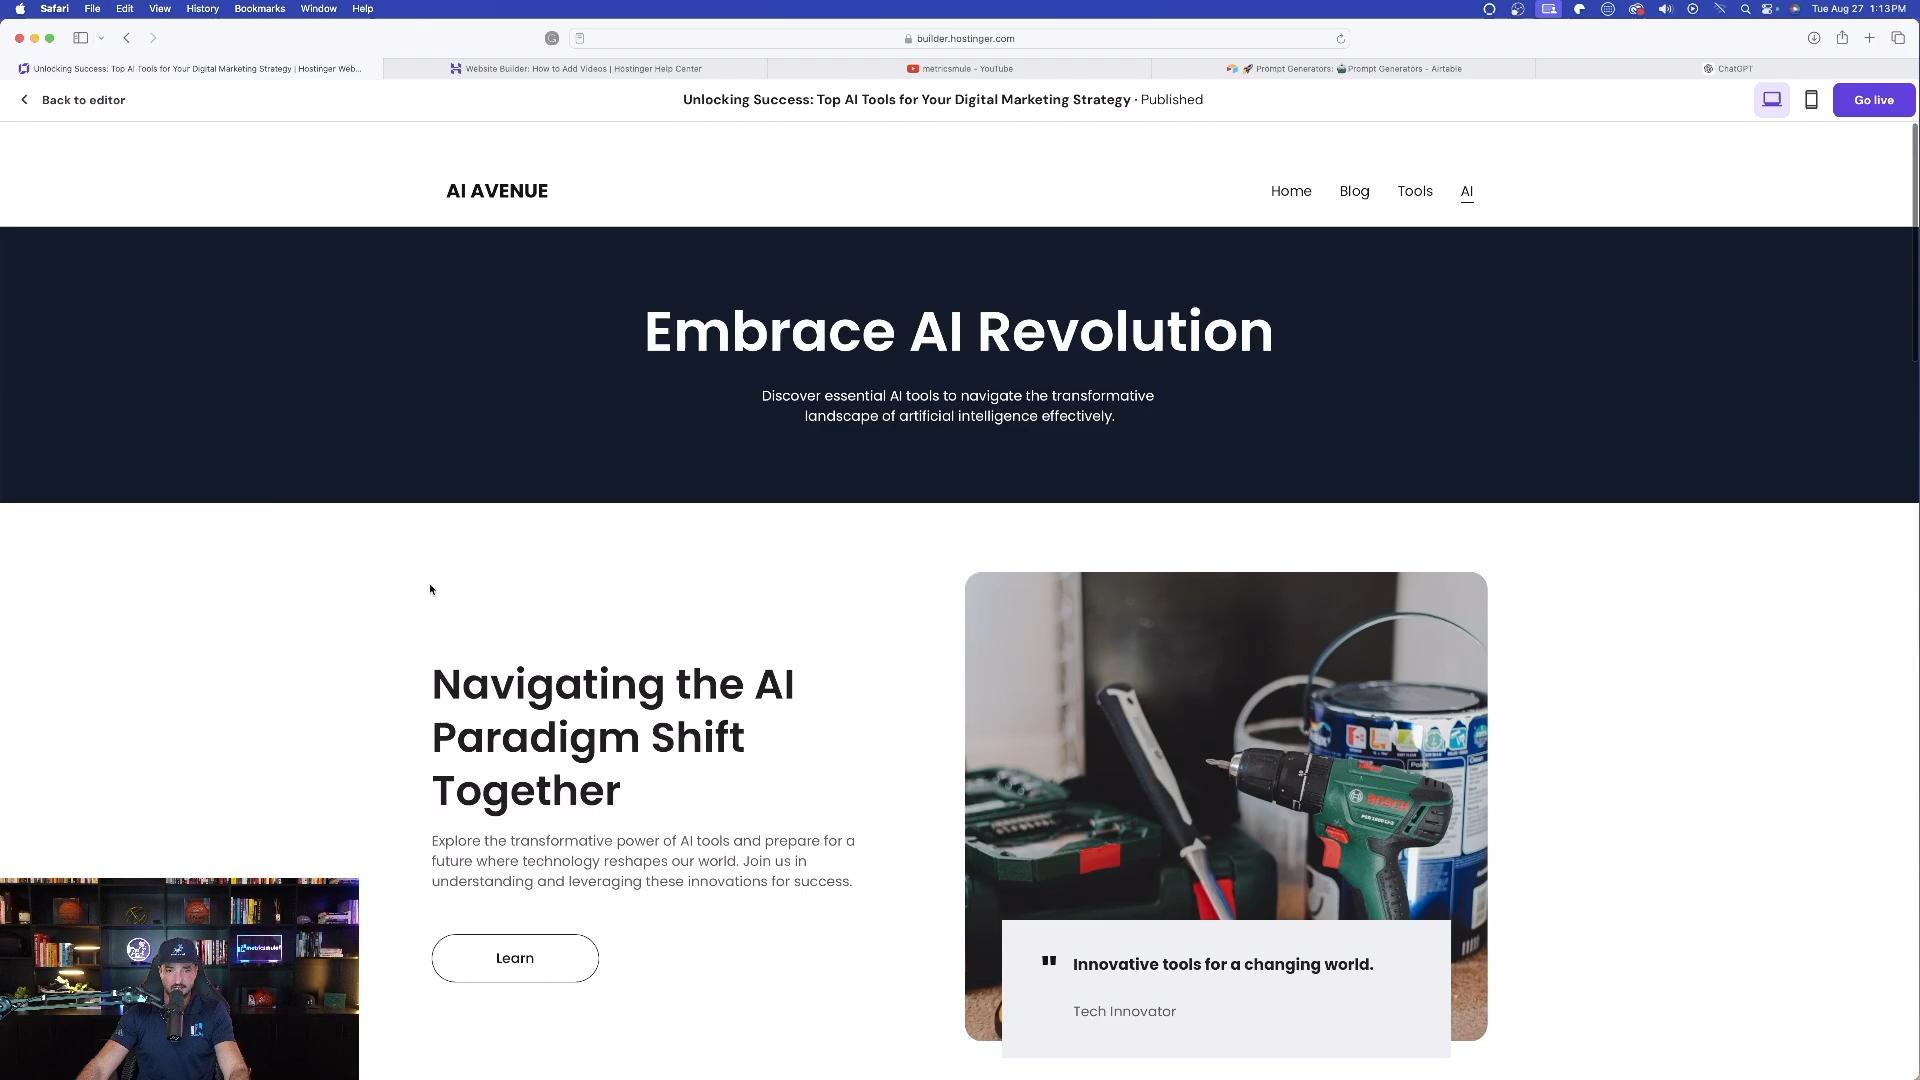 Safari File Edit View History Bookmarks Window Help
Tue Aug 27 1:13 PM
builder.hostinger.com
Unlocking Success: Top AI Tools for Your Digital Marketing Strategy | Hostinger Web...
Website Builder: How to Add Videos | Hostinger Help Center
metricsmule - YouTube
🚀 Prompt Generators: 🤖Prompt Generators - Airtable
ChatGPT
Back to editor
Unlocking Success: Top AI Tools for Your Digital Marketing Strategy · Published
Go live
AI AVENUE
Home Blog Tools AI
Embrace AI Revolution
Discover essential AI tools to navigate the transformative
landscape of artificial intelligence effectively.
Navigating the AI
Paradigm Shift
Together
Explore the transformative power of AI tools and prepare for a
future where technology reshapes our world. Join us in
understanding and leveraging these innovations for success.
Learn
BOSCH
" Innovative tools for a changing world.
Tech Innovator
metricsmule